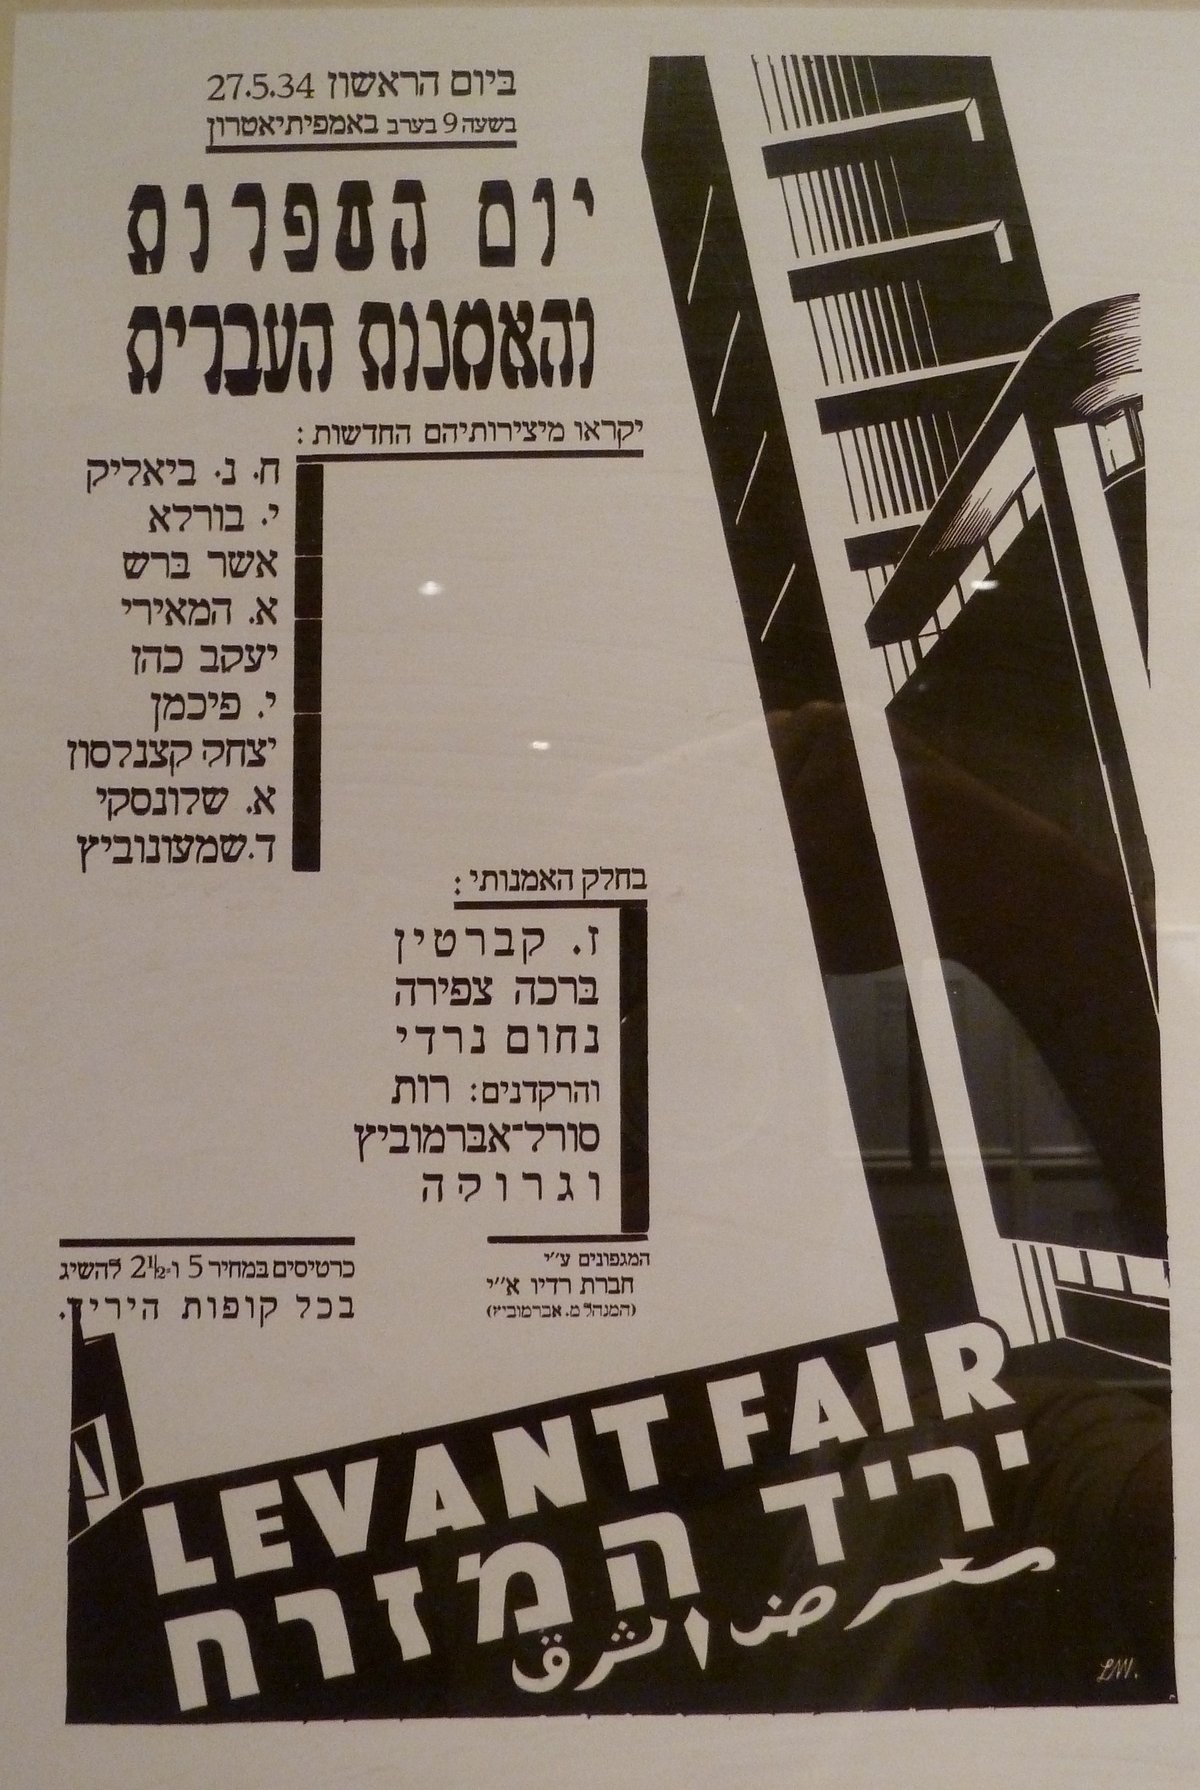 ביום הראשון 27.5.34
בשעה 9 בערב באמפיתיאטרון
יום הספרות
והאמנות העברית
יקראו מיצירותיהם החדשות :
ח. נ. ביאליק
י. בורלא
אשר ברש
א. המאירי
יעקב כהן
י. פיכמן
יצחק קצנלסון
א. שלונסקי
ד. שמעונוביץ
בחלק האמנותי :
ז. קברטין
ברכה צפירה
נחום נרדי
והרקדנים: רות
סורל-אברמוביץ
וגרוקה
המגפונים ע״י
חברת רדיו א״י
(המנהל מ. אברמוביץ)
כרטיסים במחיר 5 ו-2½ להשיג
בכל קופות היריד.
LEVANT FAIR
יריד המזרח
معرض الشرق
LW.